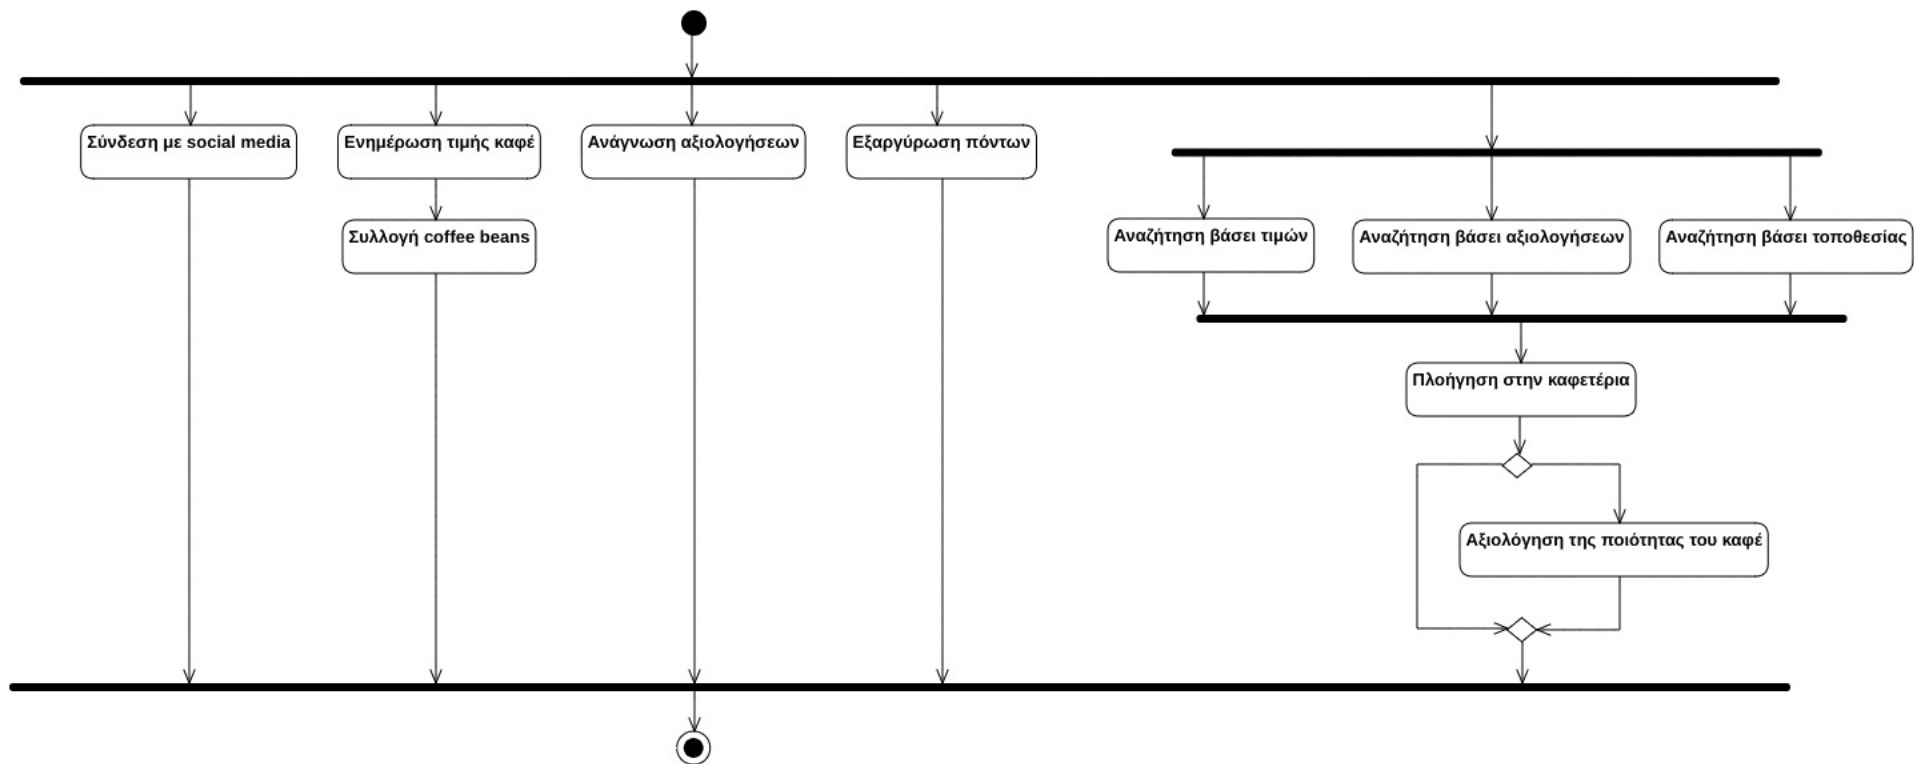 Σύνδεση με social media
Ενημέρωση τιμής καφέ
Ανάγνωση αξιολογήσεων
Εξαργύρωση πόντων
Συλλογή coffee beans
Αναζήτηση βάσει τιμών
Αναζήτηση βάσει αξιολογήσεων
Αναζήτηση βάσει τοποθεσίας
Πλοήγηση στην καφετέρια
Αξιολόγηση της ποιότητας του καφέ